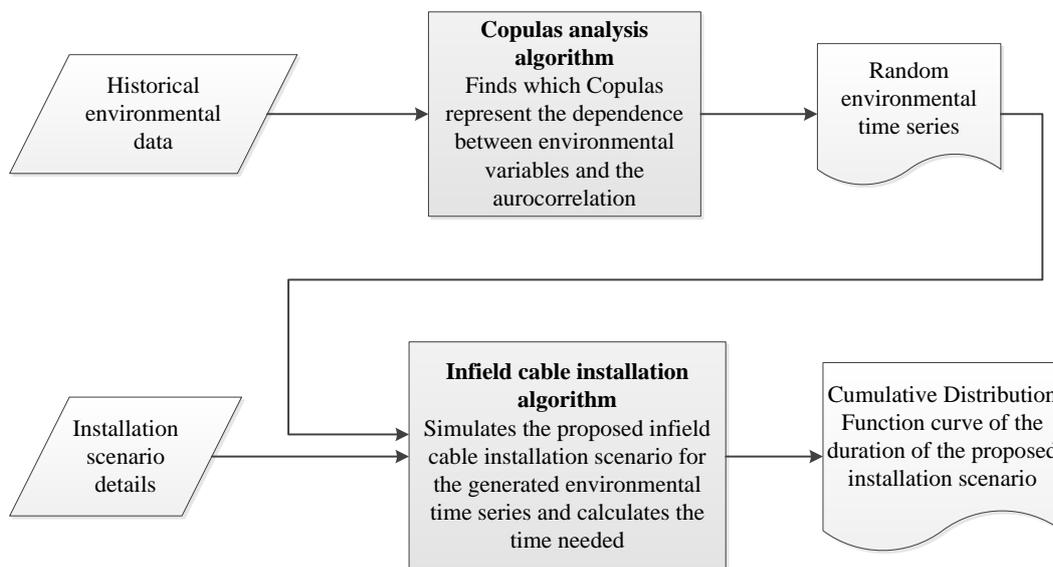 Historical
environmental
data
Copulas analysis
algorithm
Finds which Copulas
represent the dependence
between environmental
variables and the
aurocorrelation
Random
environmental
time series
Installation
scenario
details
Infield cable installation
algorithm
Simulates the proposed infield
cable installation scenario for
the generated environmental
time series and calculates the
time needed
Cumulative Distribution
Function curve of the
duration of the proposed
installation scenario